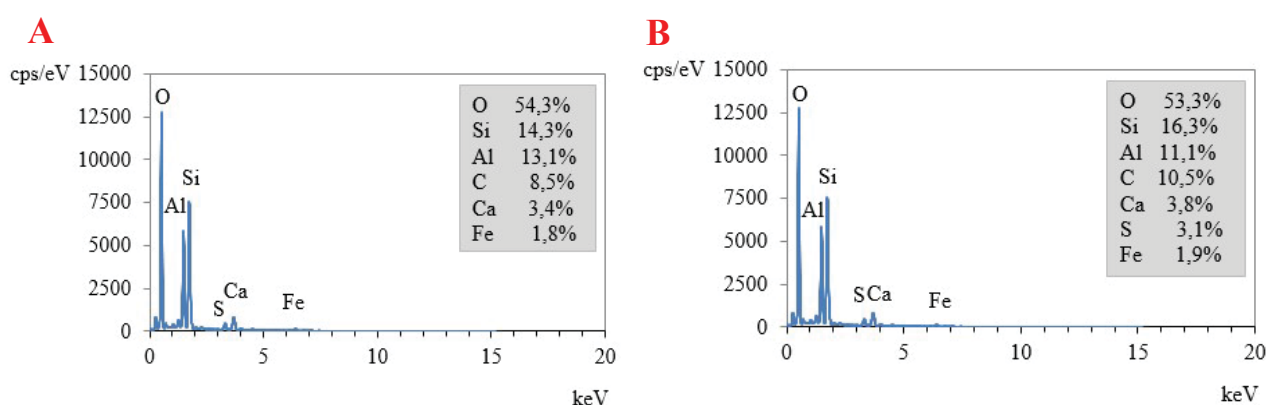 A
cps/eV
15000
12500
10000
7500
5000
2500
0
O
Al
Si
S
Ca
Fe
O 54,3%
Si 14,3%
Al 13,1%
C 8,5%
Ca 3,4%
Fe 1,8%
0 5 10 15 20
keV
B
cps/eV
15000
12500
10000
7500
5000
2500
0
O
Al
Si
S
Ca
Fe
O 53,3%
Si 16,3%
Al 11,1%
C 10,5%
Ca 3,8%
S 3,1%
Fe 1,9%
0 5 10 15 20
keV